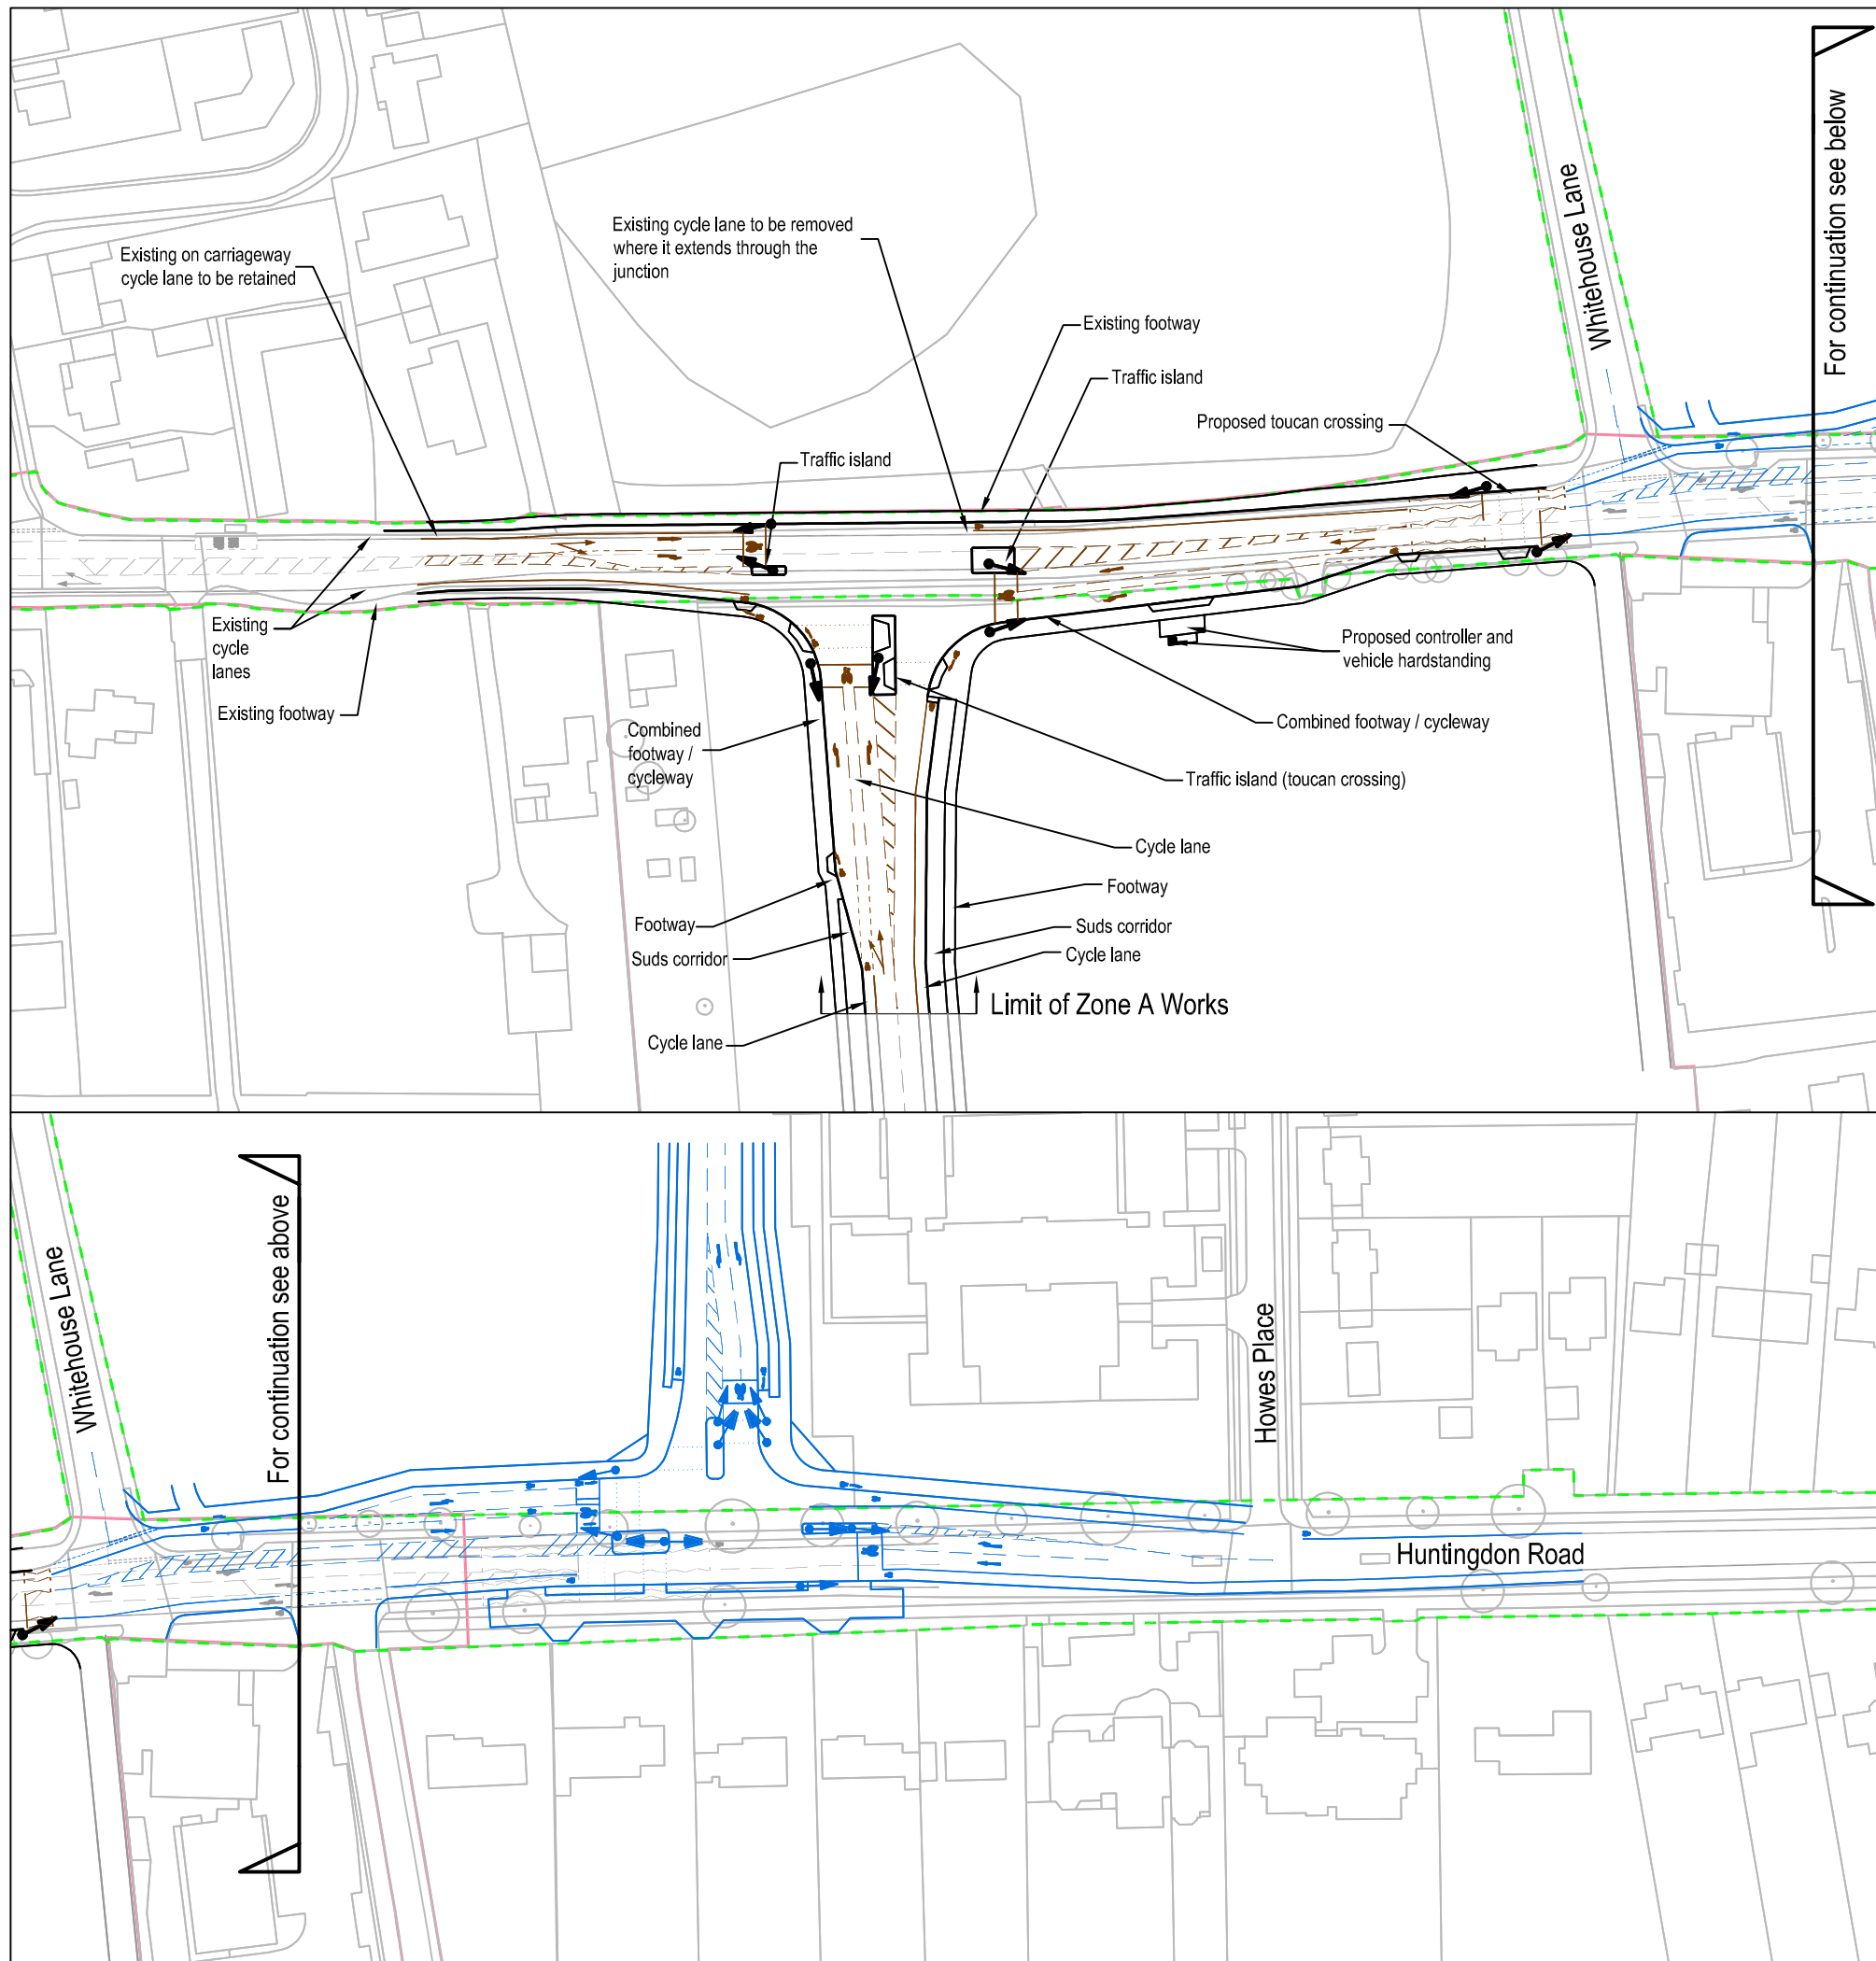 Existing cycle lane to be removed
where it extends through the
junction
Existing on carriageway
cycle lane to be retained
Whitehouse Lane
For continuation see below
Existing footway
Traffic island
Proposed toucan crossing
Traffic island
Existing
cycle
lanes
Existing footway
Proposed controller and
vehicle hardstanding
Combined
footway /
cycleway
Combined footway / cycleway
Traffic island (toucan crossing)
Cycle lane
Footway
Footway
Suds corridor
Suds corridor
Cycle lane
Limit of Zone A Works
Cycle lane
Whitehouse Lane
For continuation see above
Howes Place
Huntingdon Road